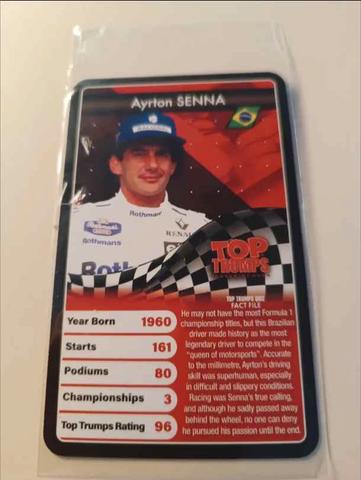 Ayrton SENNA
NACIONAL
Rothmans
Rothmans
RENAU
Roth
TOP
TRUMPS
TOP TRUMPS QUIZ
FACT FILE
Year Born 1960
Starts 161
Podiums 80
Championships 3
Top Trumps Rating 96
He may not have the most Formula 1
championship titles, but this Brazilian
driver made history as the most
legendary driver to compete in the
"queen of motorsports". Accurate
to the millimetre, Ayrton's driving
skill was superhuman, especially
in difficult and slippery conditions.
Racing was Senna's true calling,
and although he sadly passed away
behind the wheel, no one can deny
he pursued his passion until the end.